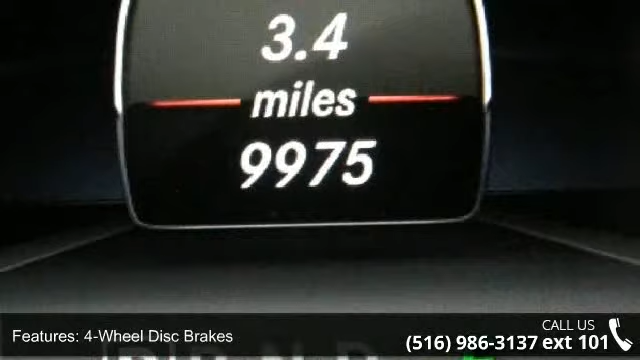 3.4
miles
9975
CALL US
Features: 4-Wheel Disc Brakes
(516) 986-3137 ext 101